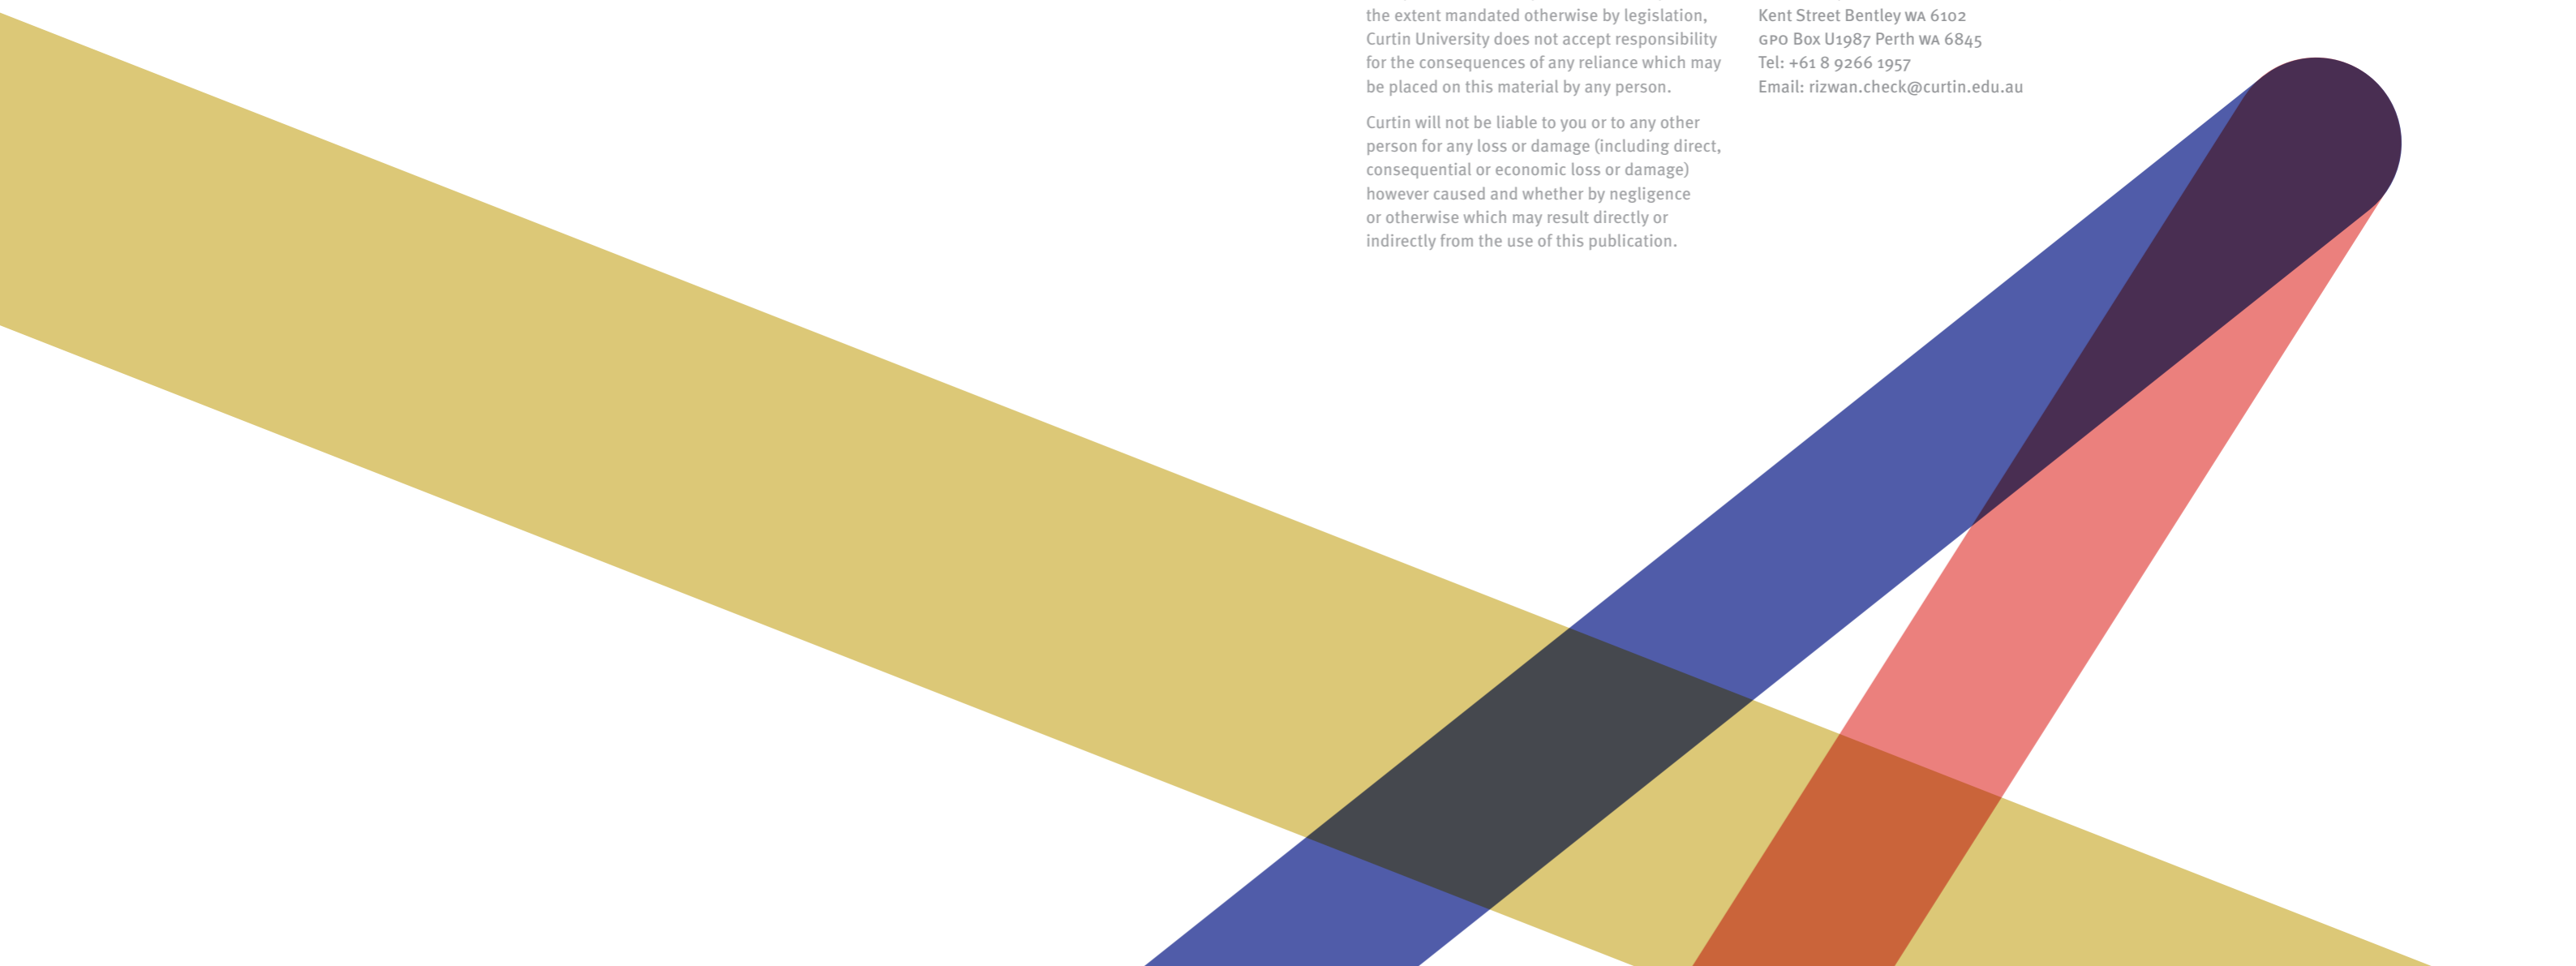 the extent mandated otherwise by legislation,
Curtin University does not accept responsibility
for the consequences of any reliance which may
be placed on this material by any person.
Curtin will not be liable to you or to any other
person for any loss or damage (including direct,
consequential or economic loss or damage)
however caused and whether by negligence
or otherwise which may result directly or
indirectly from the use of this publication.
Kent Street Bentley WA 6102
GPO Box U1987 Perth WA 6845
Tel: +61 8 9266 1957
Email: rizwan.check@curtin.edu.au